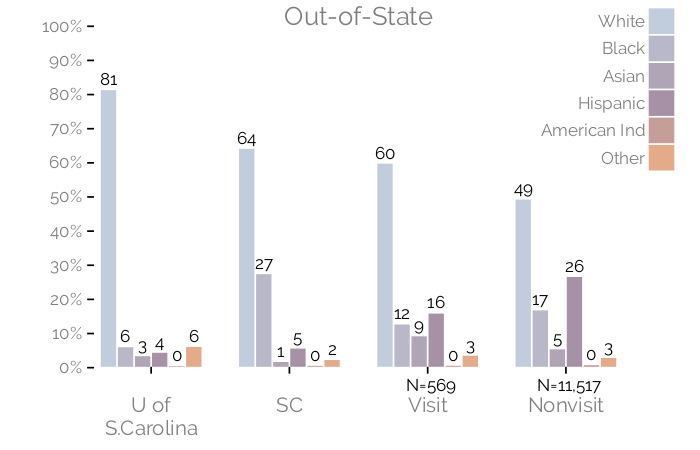 Out-of-State
White
Black
Asian
Hispanic
American Ind
Other
100%
90%
80%
70%
60%
50%
40%
30%
20%
10%
0%
81 6 3 4 0 6
64 27 1 5 0 2
60 12 9 16 0 3
49 17 5 26 0 3
N=569 N=11,517
U of S.Carolina
SC
Visit
Nonvisit